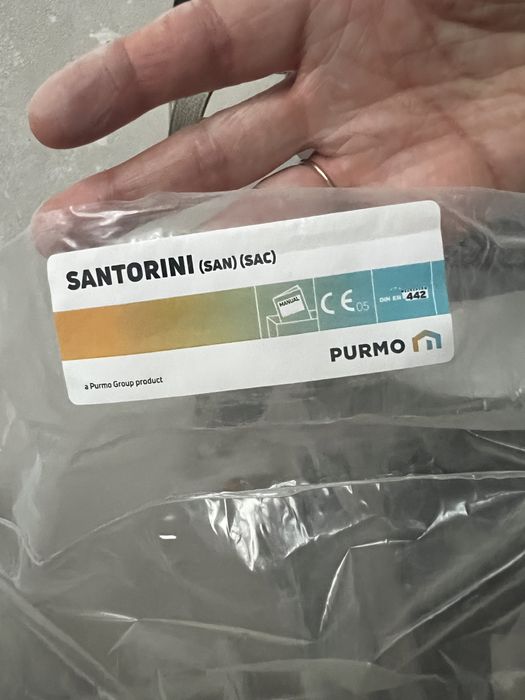 SANTORINI (SAN) (SAC)
MANUAL
CE 05
DIN EN 442
PURMO
a Purmo Group product